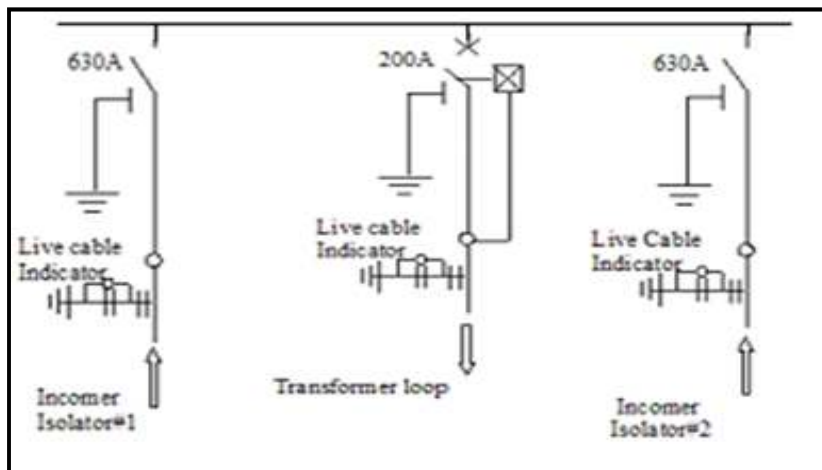 630A
200A
630A
Live cable
Indicator
Live cable
Indicator
Live Cable
Indicator
Incomer
Isolator#1
Transformer loop
Incomer
Isolator#2